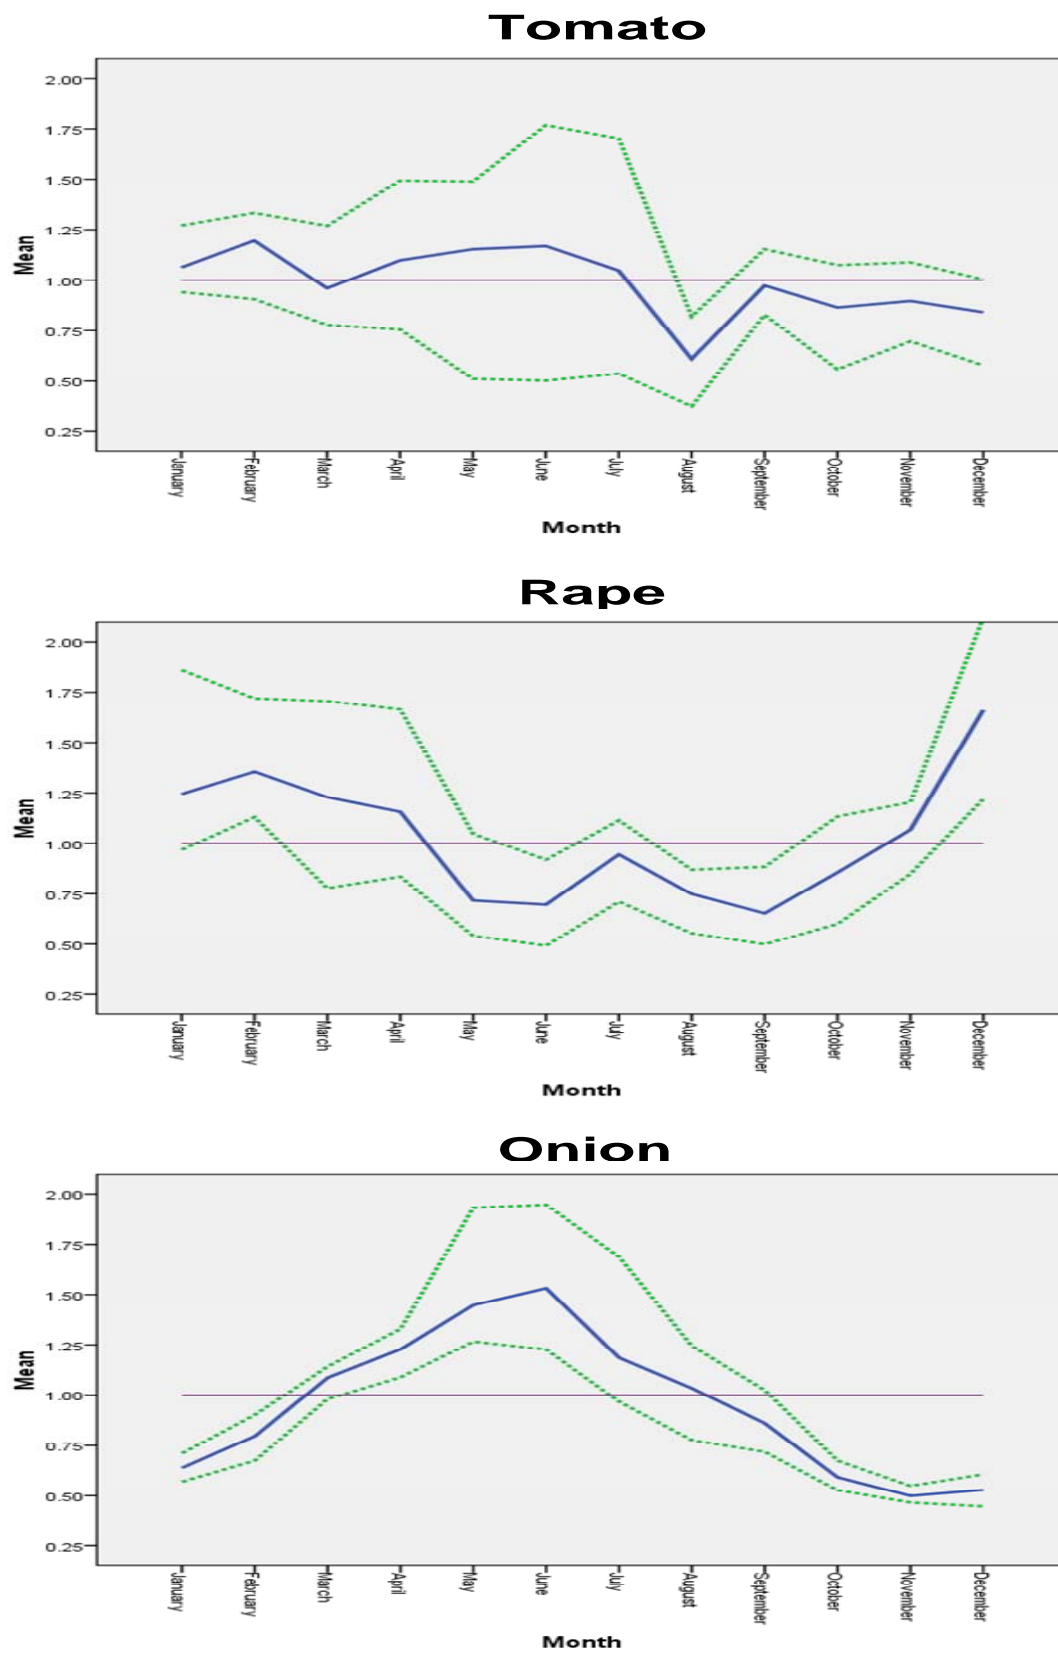 Tomato
2.00
1.75
1.50
1.25
1.00
0.75
0.50
0.25
Mean
January February March April May June July August September October November December
Month
Rape
2.00
1.75
1.50
1.25
1.00
0.75
0.50
0.25
Mean
January February March April May June July August September October November December
Month
Onion
2.00
1.75
1.50
1.25
1.00
0.75
0.50
0.25
Mean
January February March April May June July August September October November December
Month